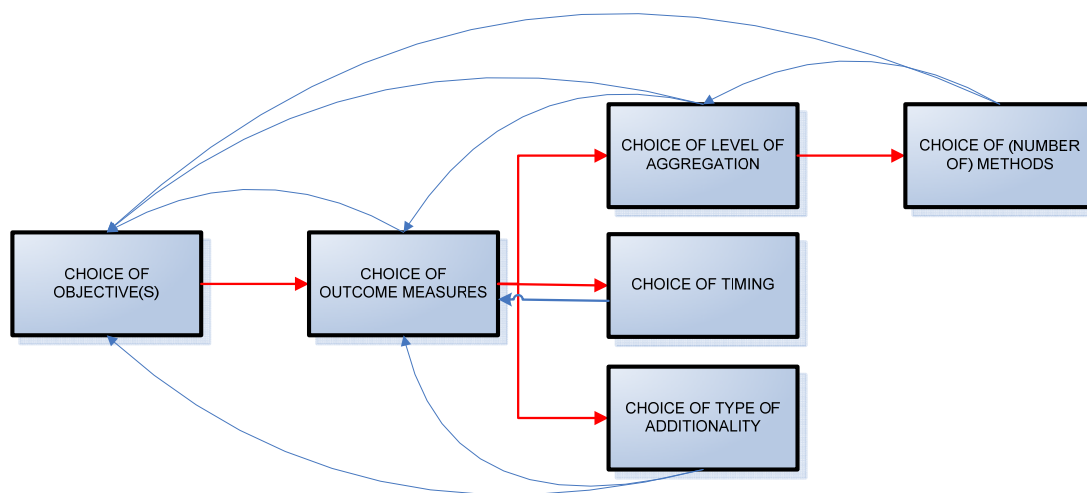 CHOICE OF
OBJECTIVE(S)
CHOICE OF
OUTCOME MEASURES
CHOICE OF LEVEL OF
AGGREGATION
CHOICE OF (NUMBER
OF) METHODS
CHOICE OF TIMING
CHOICE OF TYPE OF
ADDITIONALITY